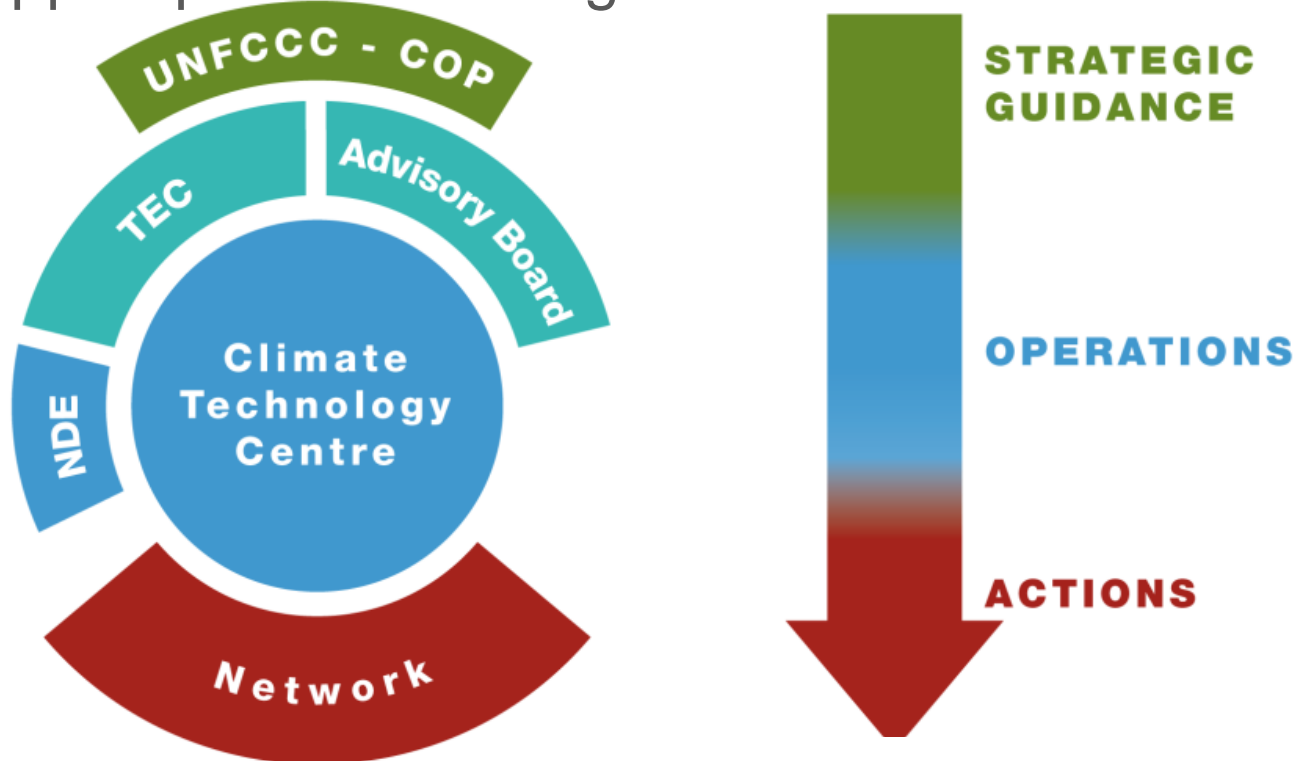 UNFCCC - COP
TEC
Advisory Board
NDE
Climate
Technology
Centre
Network
STRATEGIC
GUIDANCE
OPERATIONS
ACTIONS